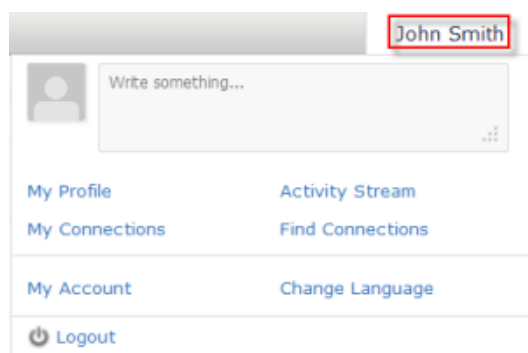 John Smith
Write something...
My Profile Activity Stream
My Connections Find Connections
My Account Change Language
Logout